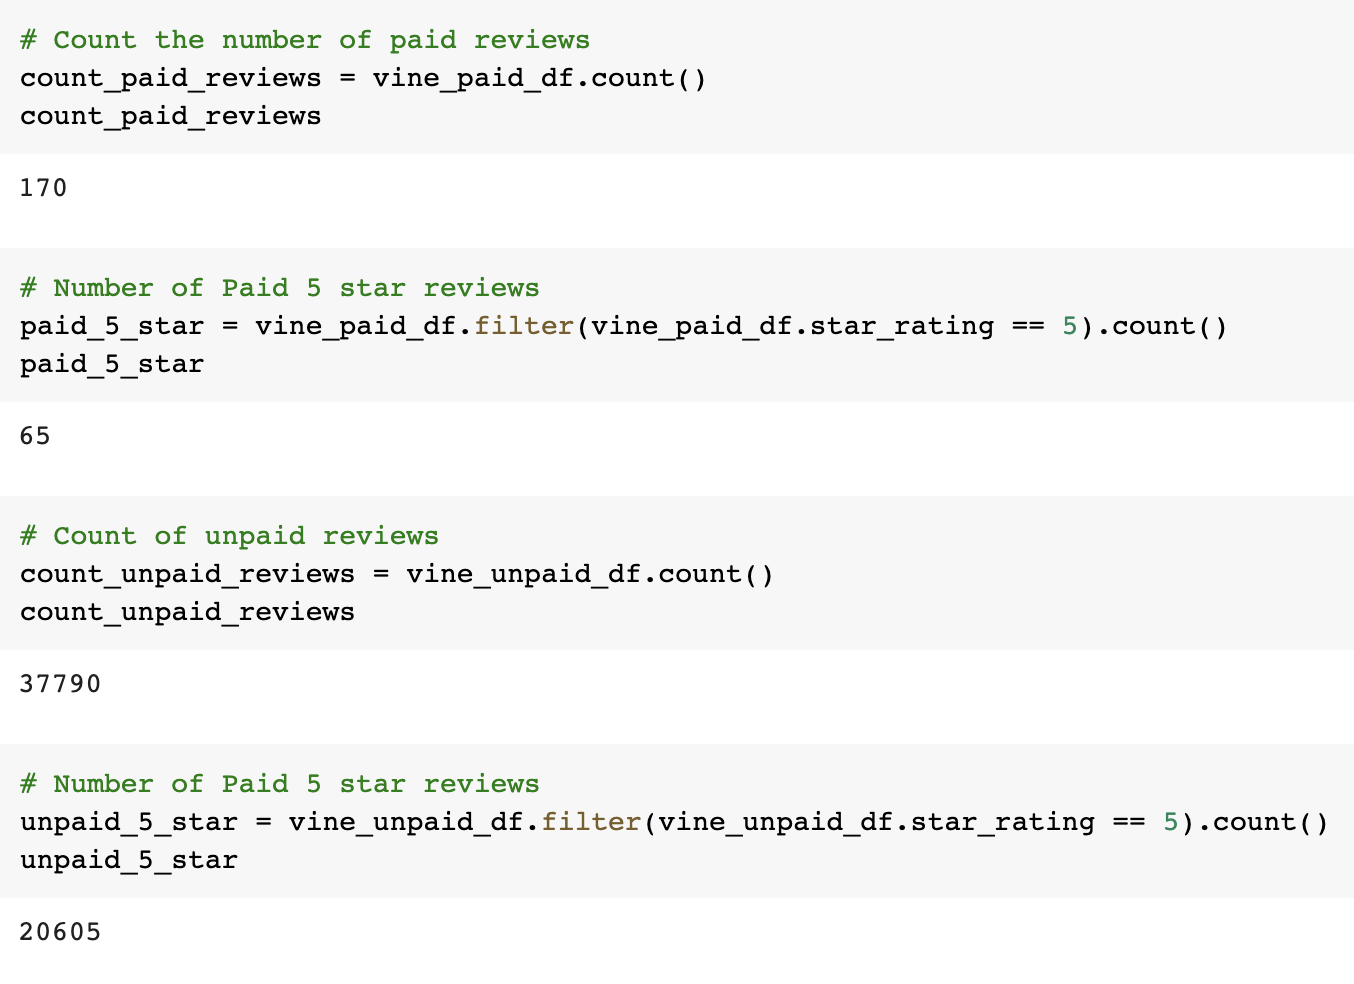 # Count the number of paid reviews
count_paid_reviews = vine_paid_df.count()
count_paid_reviews
170
# Number of Paid 5 star reviews
paid_5_star = vine_paid_df.filter(vine_paid_df.star_rating == 5).count()
paid_5_star
65
# Count of unpaid reviews
count_unpaid_reviews = vine_unpaid_df.count()
count_unpaid_reviews
37790
# Number of Paid 5 star reviews
unpaid_5_star = vine_unpaid_df.filter(vine_unpaid_df.star_rating == 5).count()
unpaid_5_star
20605